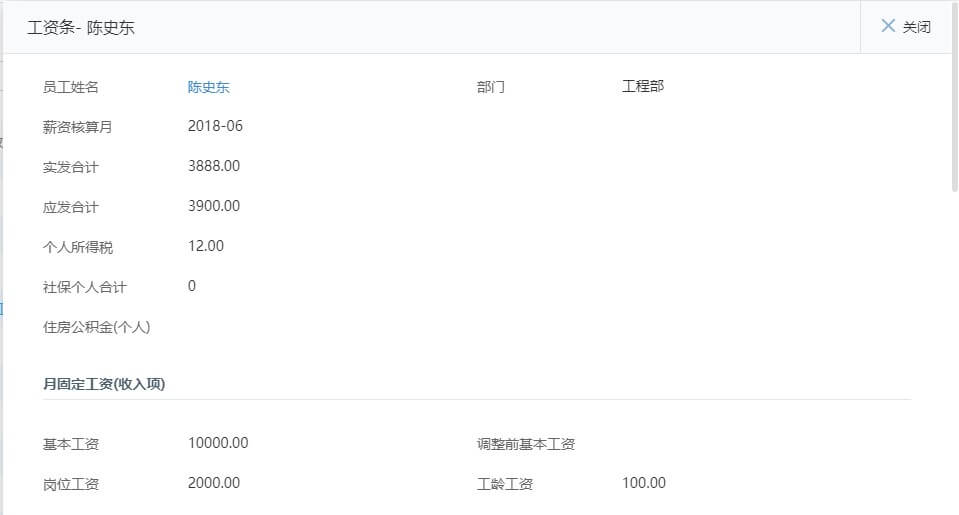 工资条- 陈史东
关闭
员工姓名 陈史东 部门 工程部
薪资核算月 2018-06
实发合计 3888.00
应发合计 3900.00
个人所得税 12.00
社保个人合计 0
住房公积金(个人)
月固定工资(收入项)
基本工资 10000.00 调整前基本工资
岗位工资 2000.00 工龄工资 100.00